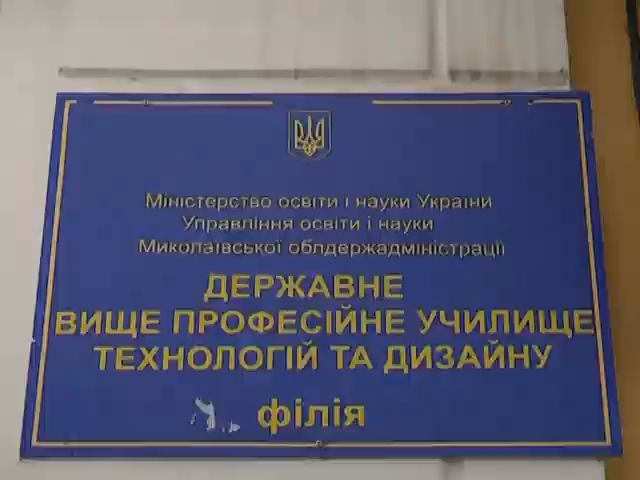 Міністерство освіти і науки України
Управління освіти і науки
Миколаївської облдержадміністрації
ДЕРЖАВНЕ
ВИЩЕ ПРОФЕСІЙНЕ УЧИЛИЩЕ
ТЕХНОЛОГІЙ ТА ДИЗАЙНУ
філія